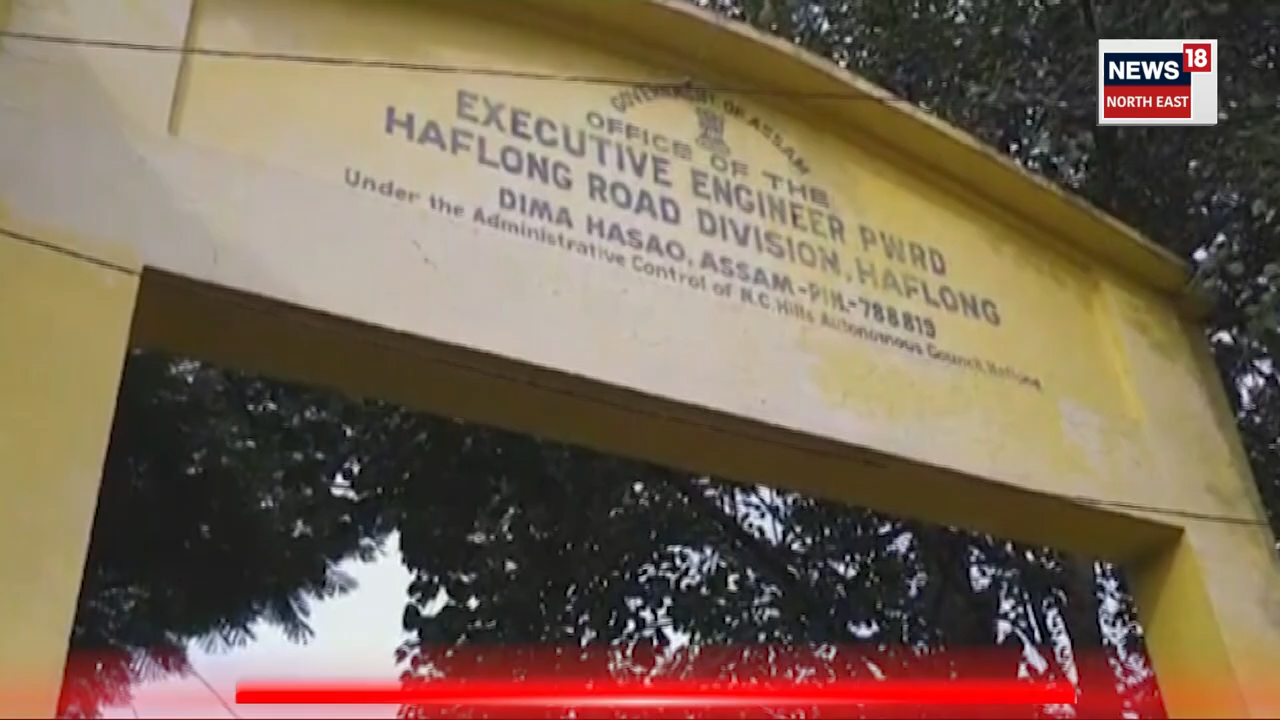 GOVERNMENT OF ASSAM
OFFICE OF THE
EXECUTIVE ENGINEER PWRD
HAFLONG ROAD DIVISION, HAFLONG
DIMA HASAO, ASSAM-PIN-788819
Under the Administrative Control of N.C.Hills Autonomous Council, Haflong
NEWS 18
NORTH EAST